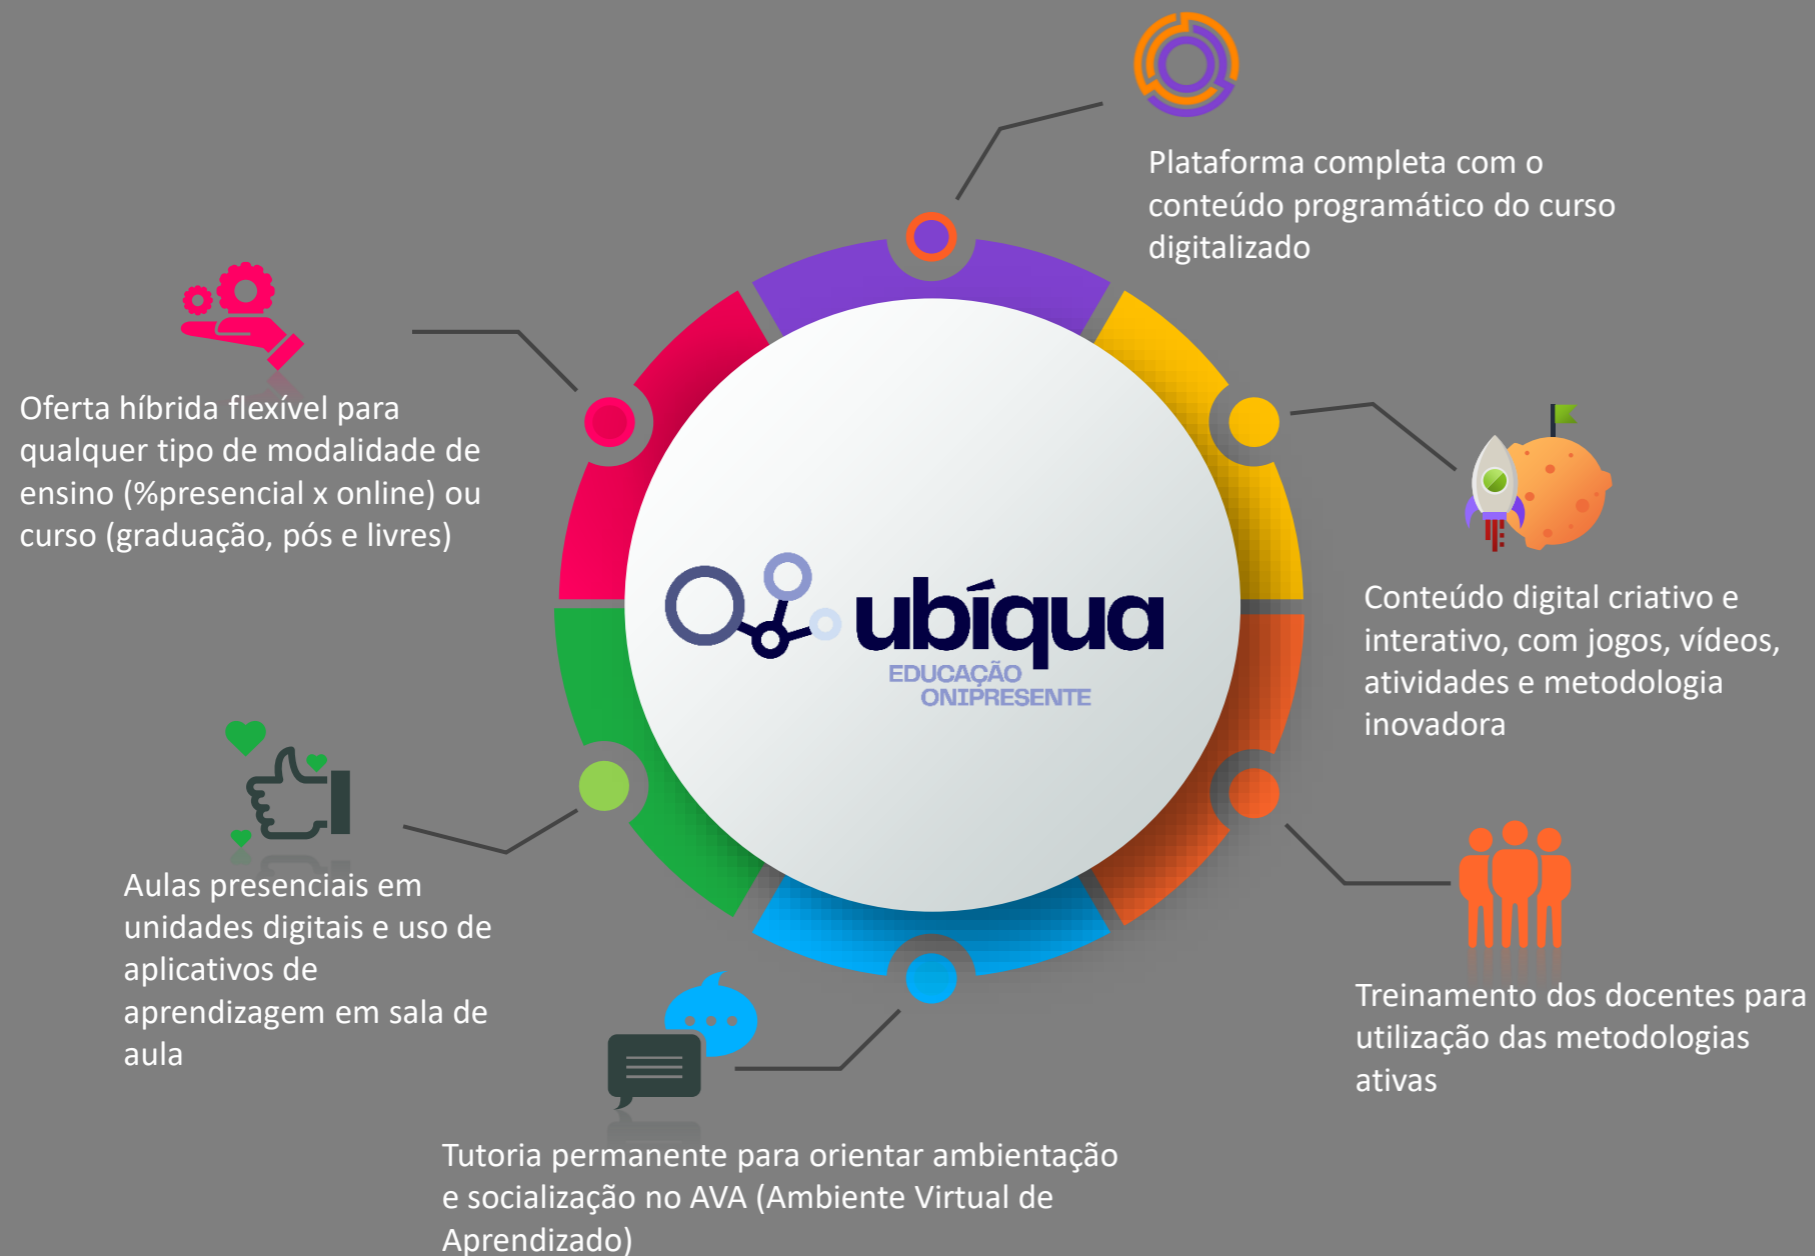 Plataforma completa com o
conteúdo programático do curso
digitalizado
Oferta híbrida flexível para
qualquer tipo de modalidade de
ensino (%presencial x online) ou
curso (graduação, pós e livres)
ubíqua
EDUCAÇÃO
ONIPRESENTE
Conteúdo digital criativo e
interativo, com jogos, vídeos,
atividades e metodologia
inovadora
Aulas presenciais em
unidades digitais e uso de
aplicativos de
aprendizagem em sala de
aula
Treinamento dos docentes para
utilização das metodologias
ativas
Tutoria permanente para orientar ambientação
e socialização no AVA (Ambiente Virtual de
Aprendizado)